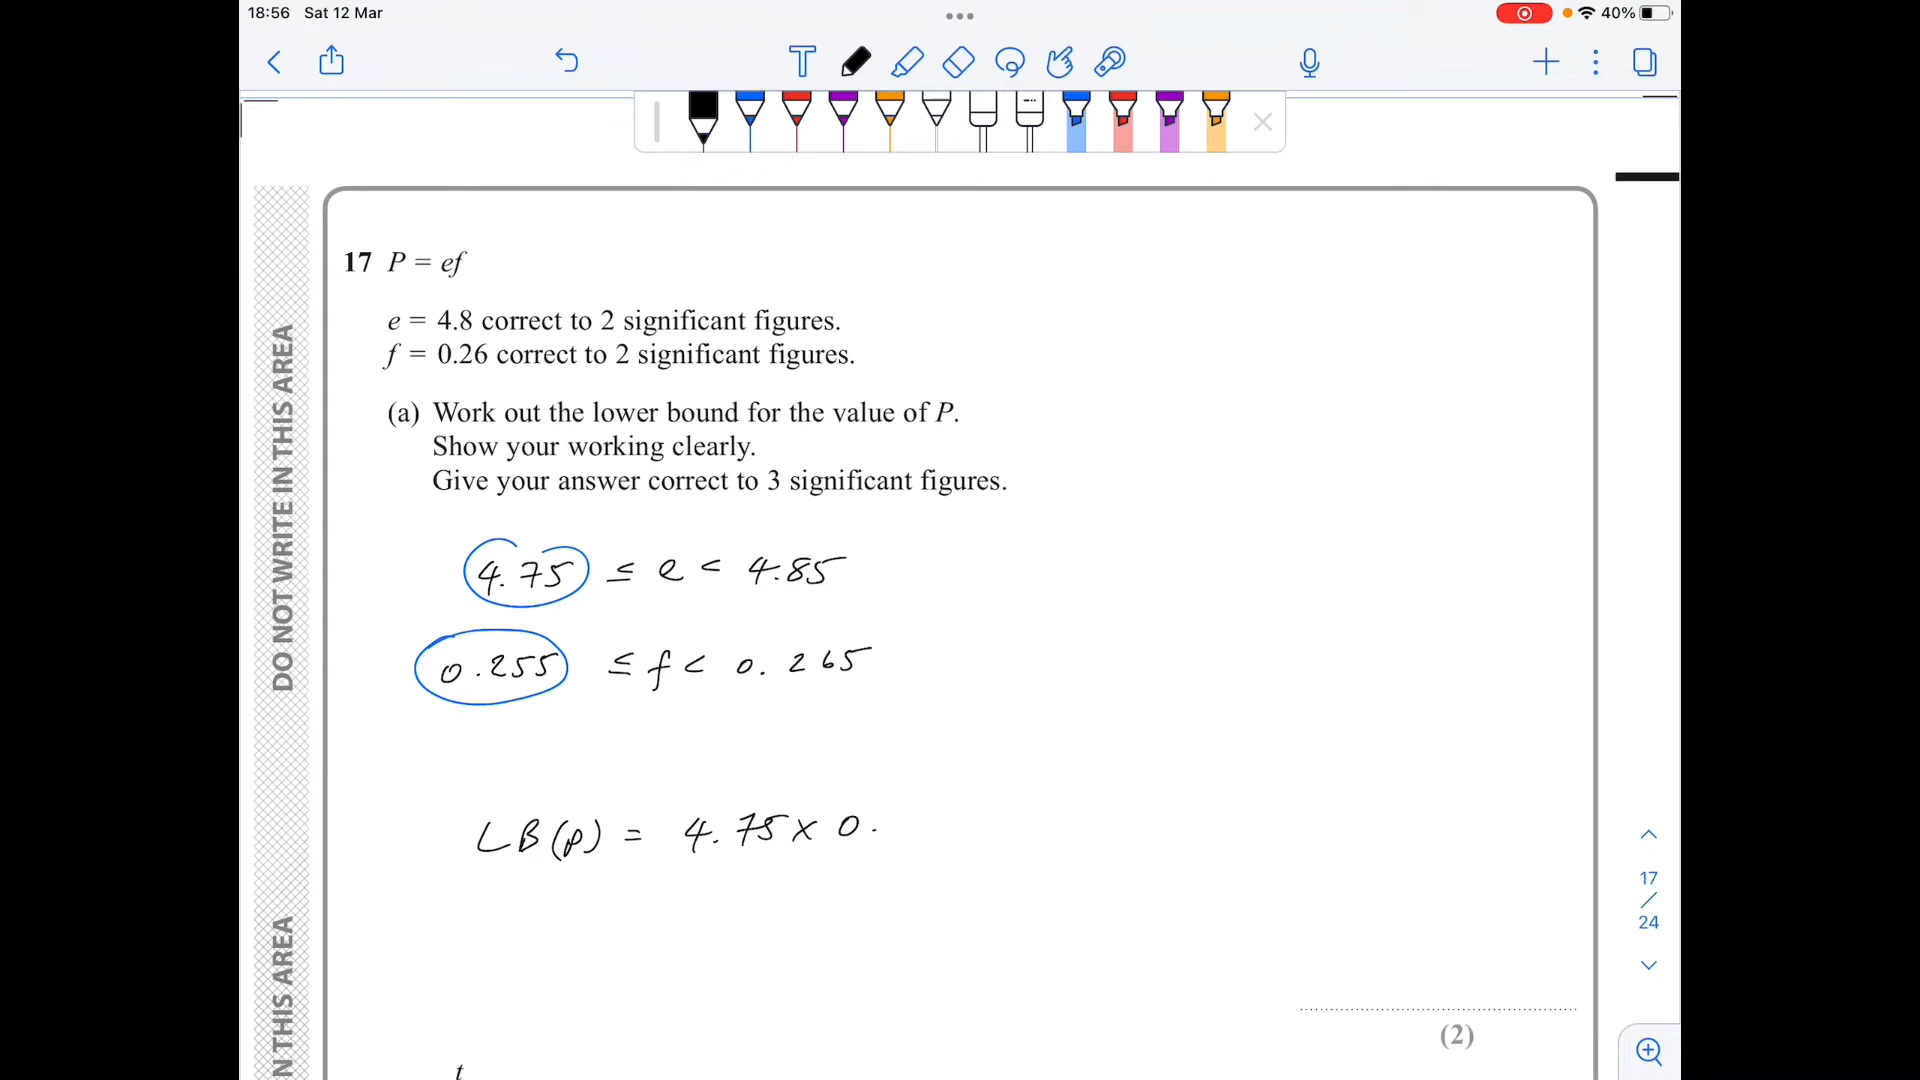 18:56 Sat 12 Mar
40%
T
DO NOT WRITE IN THIS AREA
17 P = ef
e = 4.8 correct to 2 significant figures.
f = 0.26 correct to 2 significant figures.
(a) Work out the lower bound for the value of P.
Show your working clearly.
Give your answer correct to 3 significant figures.
4.75 ≤ e < 4.85
0.255 ≤ f < 0.265
LB(P) = 4.75 × 0.
17
/
24
N THIS AREA
(2)
t